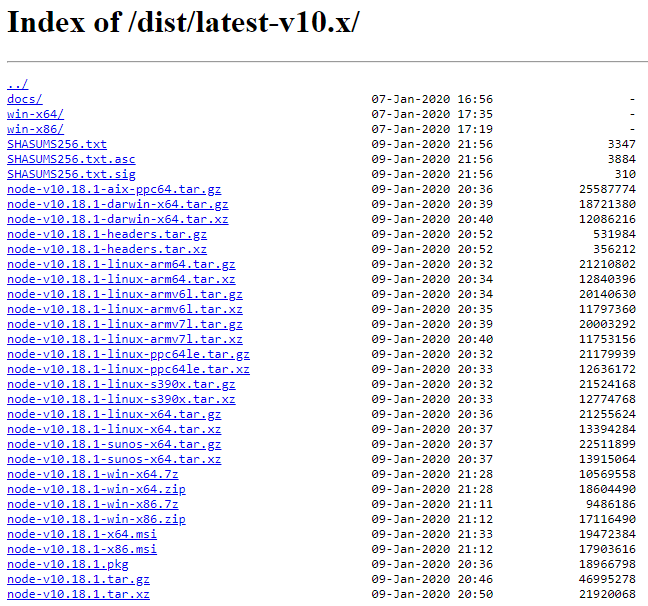 Index of /dist/latest-v10.x/
../
docs/ 07-Jan-2020 16:56 -
win-x64/ 07-Jan-2020 17:35 -
win-x86/ 07-Jan-2020 17:19 -
SHASUMS256.txt 09-Jan-2020 21:56 3347
SHASUMS256.txt.asc 09-Jan-2020 21:56 3884
SHASUMS256.txt.sig 09-Jan-2020 21:56 310
node-v10.18.1-aix-ppc64.tar.gz 09-Jan-2020 20:36 25587774
node-v10.18.1-darwin-x64.tar.gz 09-Jan-2020 20:39 18721380
node-v10.18.1-darwin-x64.tar.xz 09-Jan-2020 20:40 12086216
node-v10.18.1-headers.tar.gz 09-Jan-2020 20:52 531984
node-v10.18.1-headers.tar.xz 09-Jan-2020 20:52 356212
node-v10.18.1-linux-arm64.tar.gz 09-Jan-2020 20:32 21210802
node-v10.18.1-linux-arm64.tar.xz 09-Jan-2020 20:34 12840396
node-v10.18.1-linux-armv6l.tar.gz 09-Jan-2020 20:34 20140630
node-v10.18.1-linux-armv6l.tar.xz 09-Jan-2020 20:35 11797360
node-v10.18.1-linux-armv7l.tar.gz 09-Jan-2020 20:39 20003292
node-v10.18.1-linux-armv7l.tar.xz 09-Jan-2020 20:40 11753156
node-v10.18.1-linux-ppc64le.tar.gz 09-Jan-2020 20:32 21179939
node-v10.18.1-linux-ppc64le.tar.xz 09-Jan-2020 20:33 12636172
node-v10.18.1-linux-s390x.tar.gz 09-Jan-2020 20:32 21524168
node-v10.18.1-linux-s390x.tar.xz 09-Jan-2020 20:33 12774768
node-v10.18.1-linux-x64.tar.gz 09-Jan-2020 20:36 21255624
node-v10.18.1-linux-x64.tar.xz 09-Jan-2020 20:37 13394284
node-v10.18.1-sunos-x64.tar.gz 09-Jan-2020 20:37 22511899
node-v10.18.1-sunos-x64.tar.xz 09-Jan-2020 20:37 13915064
node-v10.18.1-win-x64.7z 09-Jan-2020 21:28 10569558
node-v10.18.1-win-x64.zip 09-Jan-2020 21:28 18604490
node-v10.18.1-win-x86.7z 09-Jan-2020 21:11 9486186
node-v10.18.1-win-x86.zip 09-Jan-2020 21:12 17116490
node-v10.18.1-x64.msi 09-Jan-2020 21:33 19472384
node-v10.18.1-x86.msi 09-Jan-2020 21:12 17903616
node-v10.18.1.pkg 09-Jan-2020 20:36 18966798
node-v10.18.1.tar.gz 09-Jan-2020 20:46 46995278
node-v10.18.1.tar.xz 09-Jan-2020 20:50 21920068